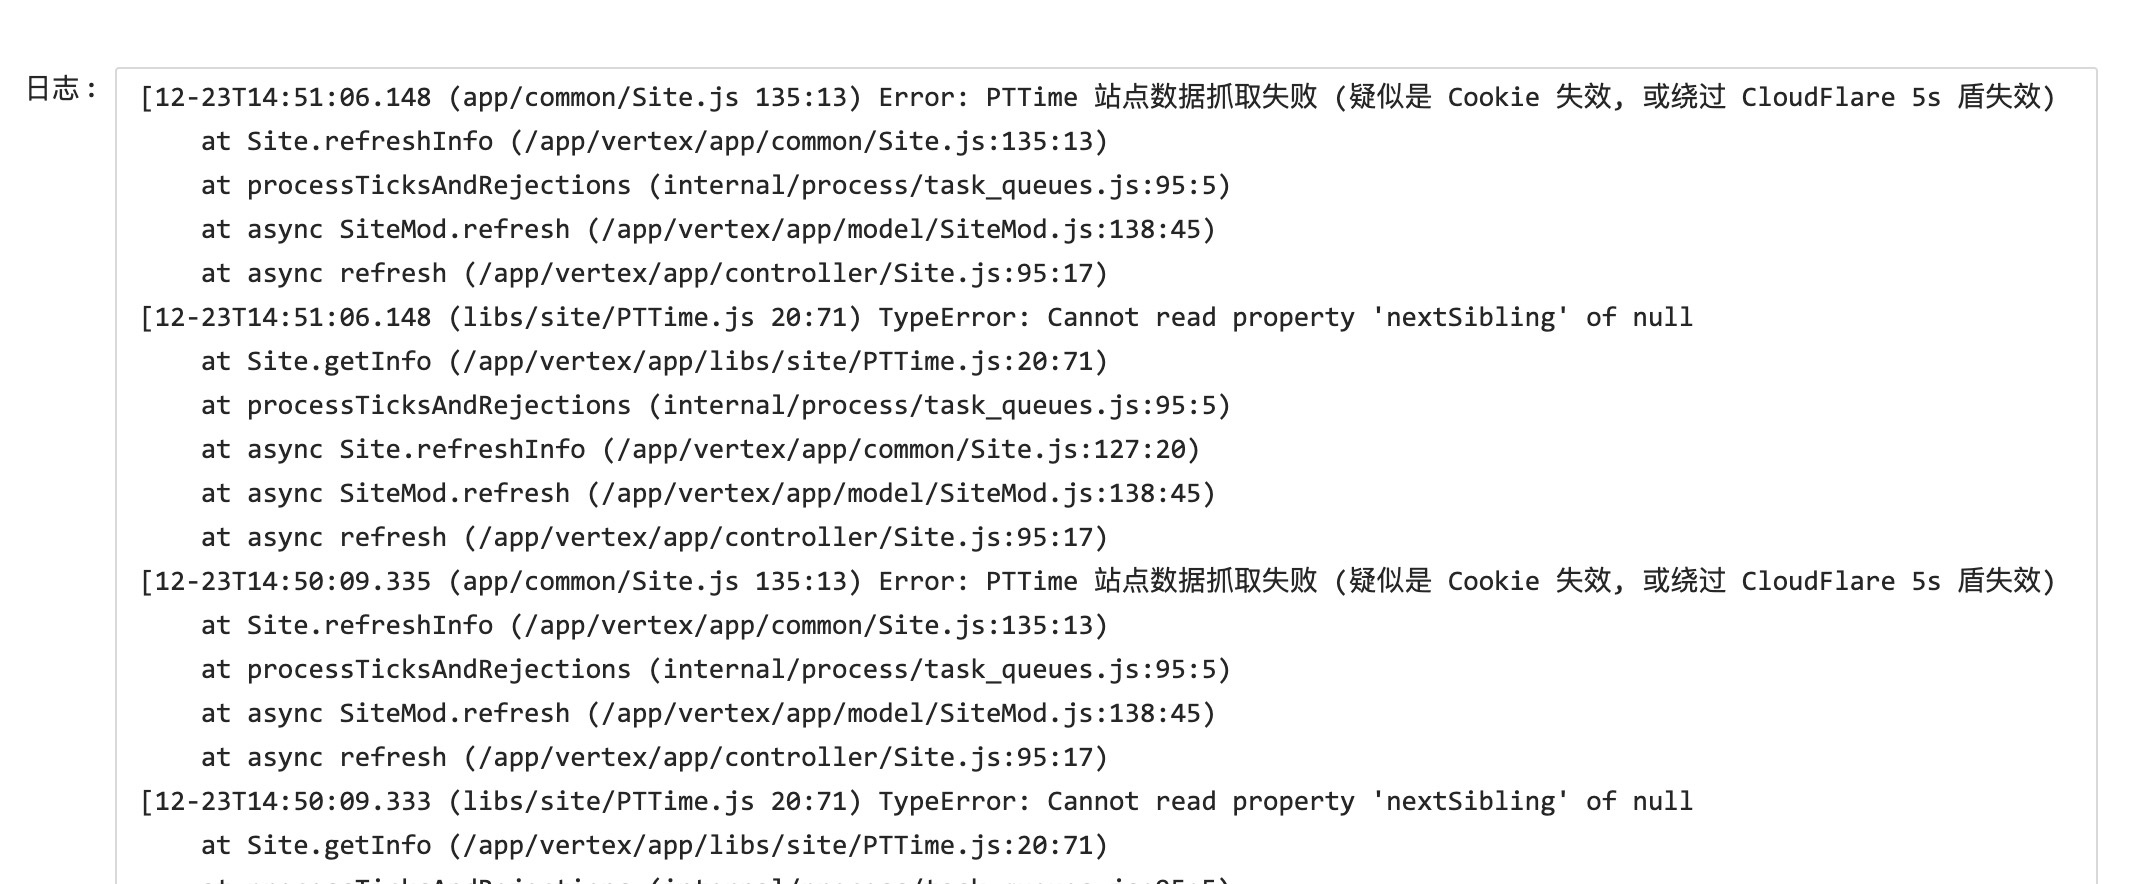 日志:
[12-23T14:51:06.148 (app/common/Site.js 135:13) Error: PTTime 站点数据抓取失败 (疑似是 Cookie 失效, 或绕过 CloudFlare 5s 盾失效)
    at Site.refreshInfo (/app/vertex/app/common/Site.js:135:13)
    at processTicksAndRejections (internal/process/task_queues.js:95:5)
    at async SiteMod.refresh (/app/vertex/app/model/SiteMod.js:138:45)
    at async refresh (/app/vertex/app/controller/Site.js:95:17)
[12-23T14:51:06.148 (libs/site/PTTime.js 20:71) TypeError: Cannot read property 'nextSibling' of null
    at Site.getInfo (/app/vertex/app/libs/site/PTTime.js:20:71)
    at processTicksAndRejections (internal/process/task_queues.js:95:5)
    at async Site.refreshInfo (/app/vertex/app/common/Site.js:127:20)
    at async SiteMod.refresh (/app/vertex/app/model/SiteMod.js:138:45)
    at async refresh (/app/vertex/app/controller/Site.js:95:17)
[12-23T14:50:09.335 (app/common/Site.js 135:13) Error: PTTime 站点数据抓取失败 (疑似是 Cookie 失效, 或绕过 CloudFlare 5s 盾失效)
    at Site.refreshInfo (/app/vertex/app/common/Site.js:135:13)
    at processTicksAndRejections (internal/process/task_queues.js:95:5)
    at async SiteMod.refresh (/app/vertex/app/model/SiteMod.js:138:45)
    at async refresh (/app/vertex/app/controller/Site.js:95:17)
[12-23T14:50:09.333 (libs/site/PTTime.js 20:71) TypeError: Cannot read property 'nextSibling' of null
    at Site.getInfo (/app/vertex/app/libs/site/PTTime.js:20:71)